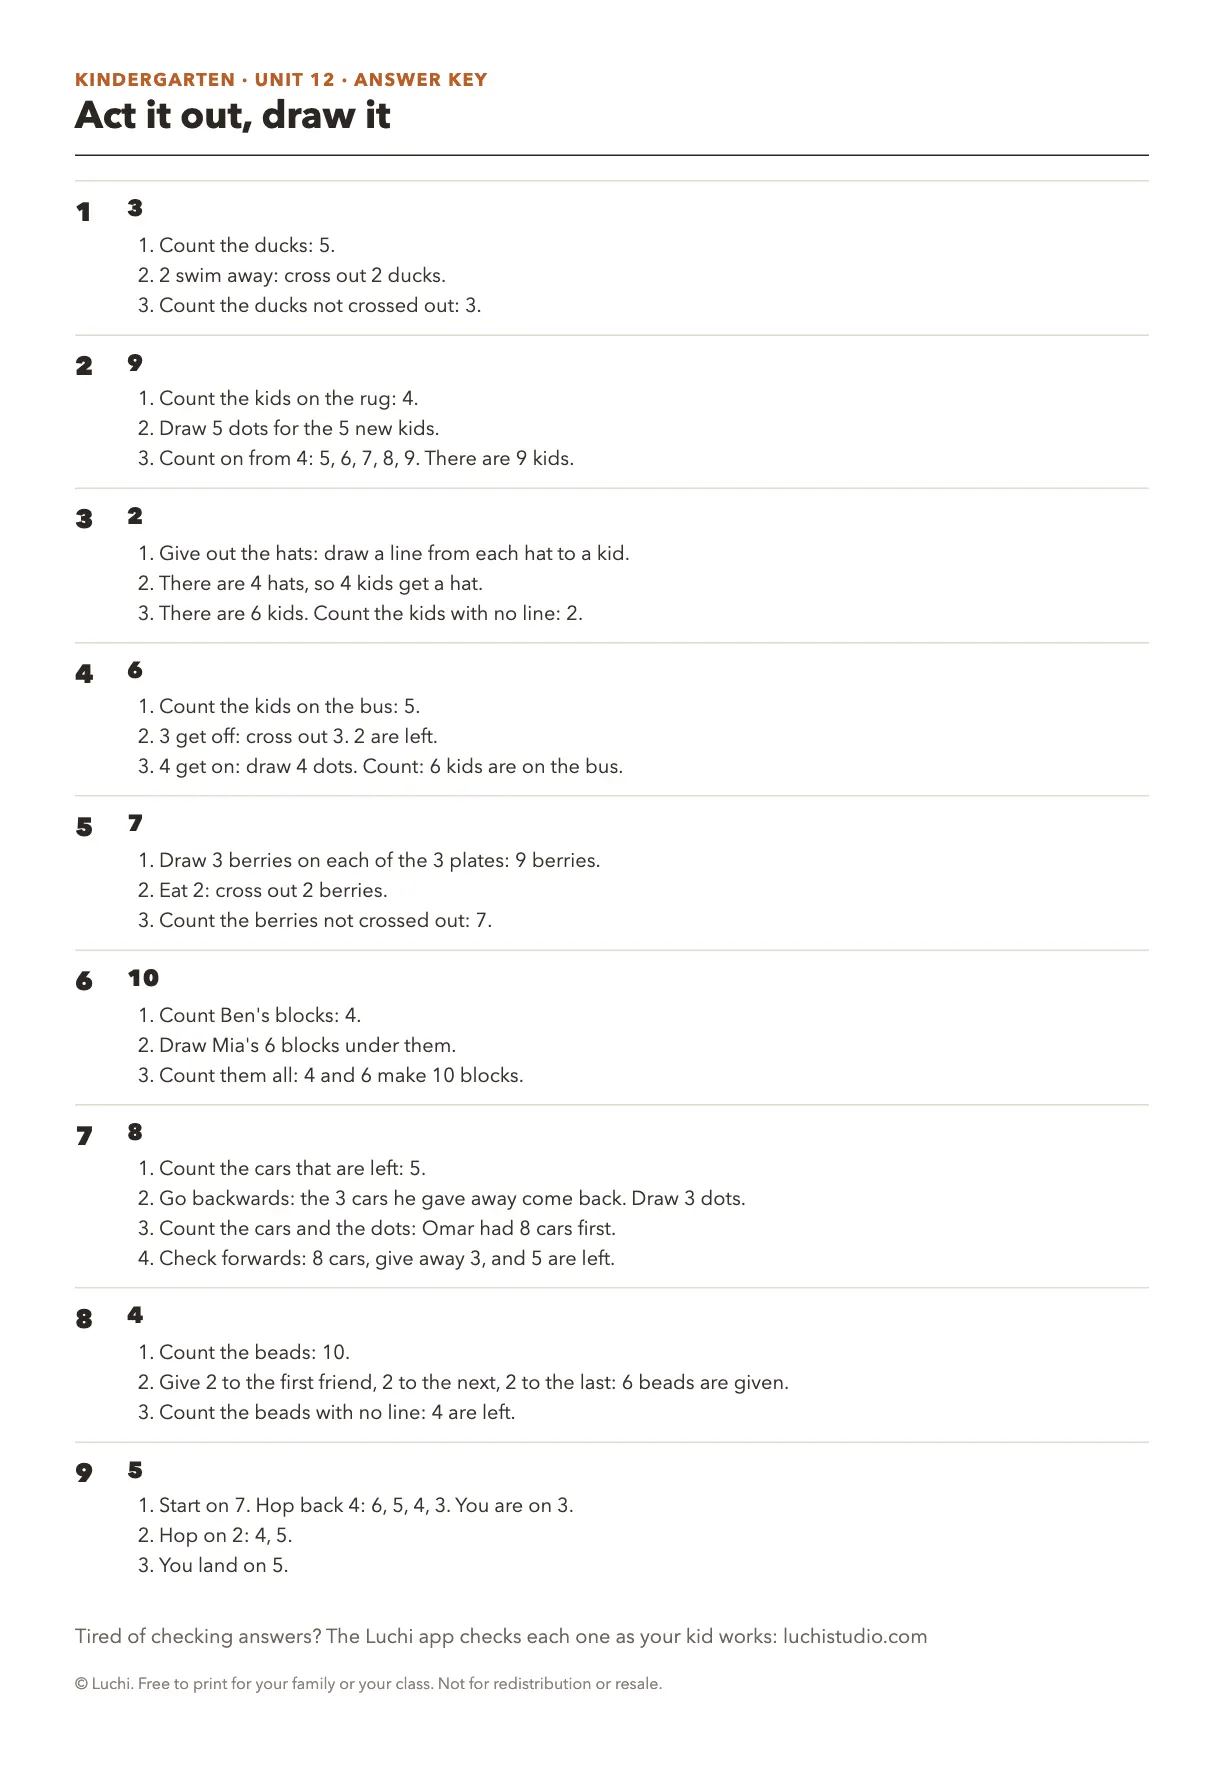 KINDERGARTEN · UNIT 12 · ANSWER KEY
Act it out, draw it
1 3
1. Count the ducks: 5.
2. 2 swim away: cross out 2 ducks.
3. Count the ducks not crossed out: 3.
2 9
1. Count the kids on the rug: 4.
2. Draw 5 dots for the 5 new kids.
3. Count on from 4: 5, 6, 7, 8, 9. There are 9 kids.
3 2
1. Give out the hats: draw a line from each hat to a kid.
2. There are 4 hats, so 4 kids get a hat.
3. There are 6 kids. Count the kids with no line: 2.
4 6
1. Count the kids on the bus: 5.
2. 3 get off: cross out 3. 2 are left.
3. 4 get on: draw 4 dots. Count: 6 kids are on the bus.
5 7
1. Draw 3 berries on each of the 3 plates: 9 berries.
2. Eat 2: cross out 2 berries.
3. Count the berries not crossed out: 7.
6 10
1. Count Ben's blocks: 4.
2. Draw Mia's 6 blocks under them.
3. Count them all: 4 and 6 make 10 blocks.
7 8
1. Count the cars that are left: 5.
2. Go backwards: the 3 cars he gave away come back. Draw 3 dots.
3. Count the cars and the dots: Omar had 8 cars first.
4. Check forwards: 8 cars, give away 3, and 5 are left.
8 4
1. Count the beads: 10.
2. Give 2 to the first friend, 2 to the next, 2 to the last: 6 beads are given.
3. Count the beads with no line: 4 are left.
9 5
1. Start on 7. Hop back 4: 6, 5, 4, 3. You are on 3.
2. Hop on 2: 4, 5.
3. You land on 5.
Tired of checking answers? The Luchi app checks each one as your kid works: luchistudio.com
© Luchi. Free to print for your family or your class. Not for redistribution or resale.